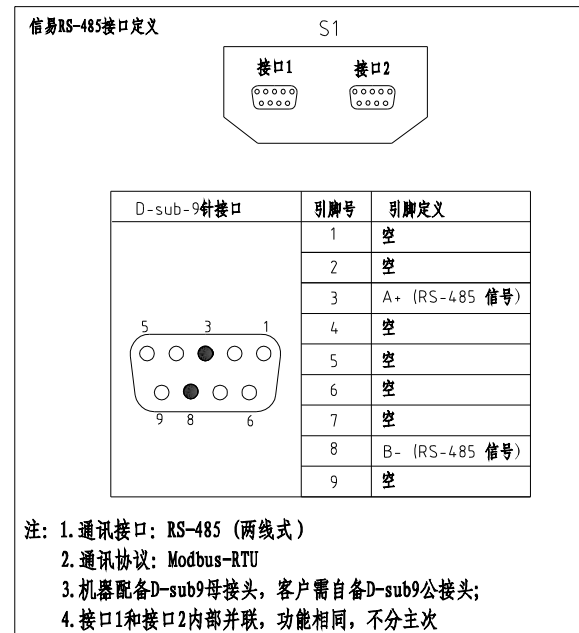 信易RS-485接口定义
S1
接口1 接口2
D-sub-9针接口 引脚号 引脚定义
1 空
2 空
3 A+ (RS-485 信号)
4 空
5 空
6 空
7 空
8 B- (RS-485 信号)
9 空
5 3 1
9 8 6
注: 1.通讯接口: RS-485 (两线式)
2.通讯协议: Modbus-RTU
3.机器配备D-sub9母接头, 客户需自备D-sub9公接头;
4.接口1和接口2内部并联, 功能相同, 不分主次